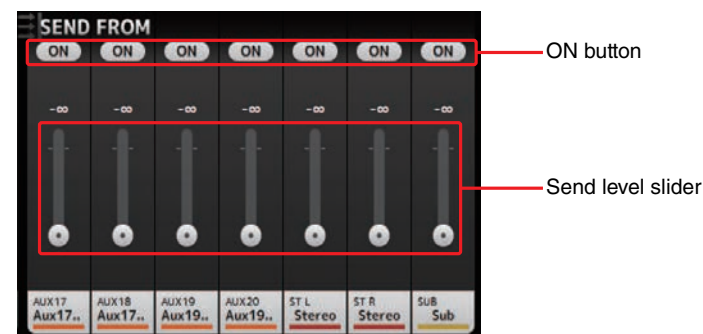 SEND FROM
ON ON ON ON ON ON ON
ON button
-∞ -∞ -∞ -∞ -∞ -∞ -∞
Send level slider
AUX17 AUX18 AUX19 AUX20 ST L ST R SUB
Aux17.. Aux17.. Aux19.. Aux19.. Stereo Stereo Sub